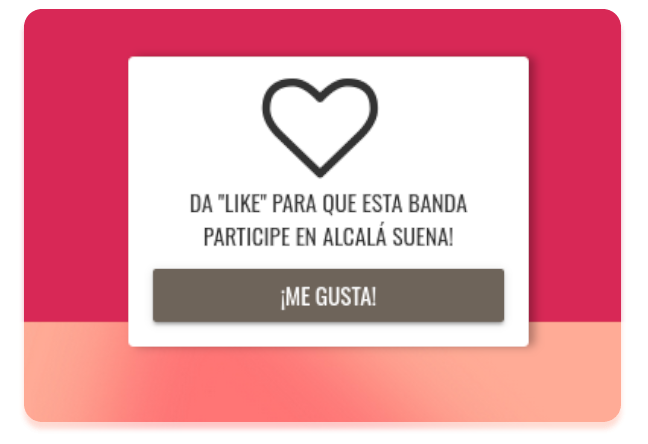 DA "LIKE" PARA QUE ESTA BANDA
PARTICIPE EN ALCALÁ SUENA!
¡ME GUSTA!